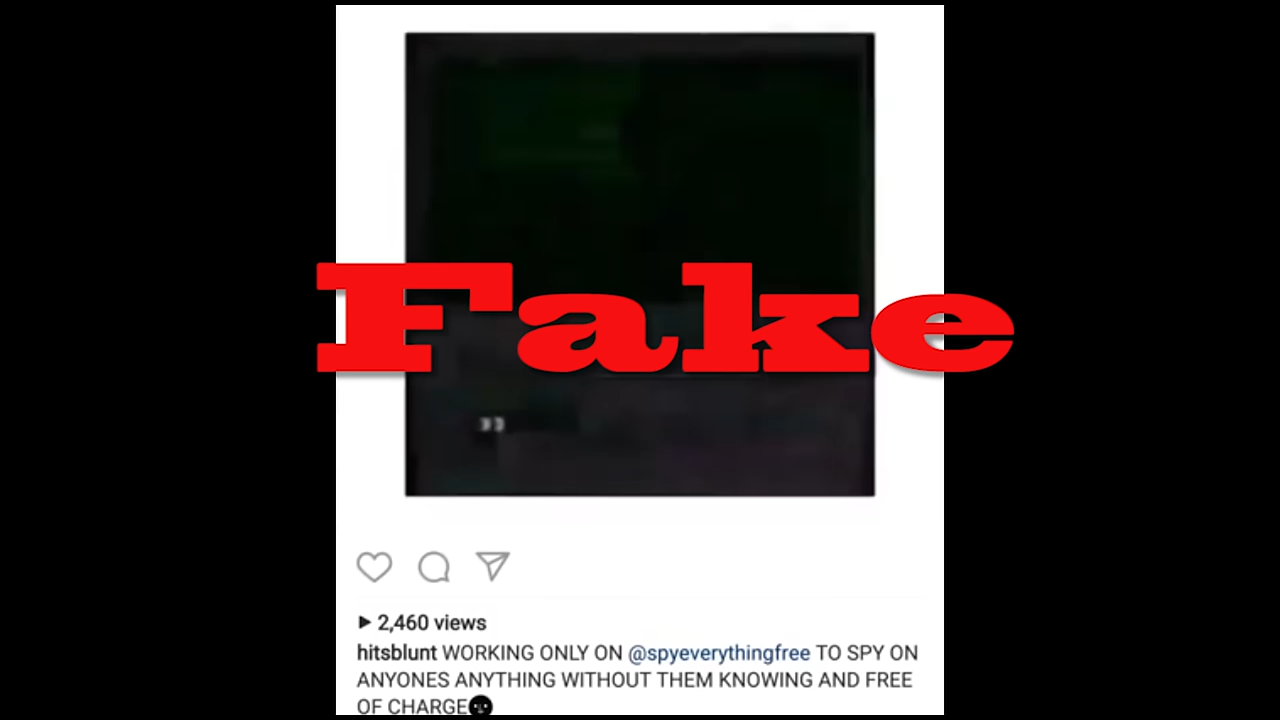 Fake
2,460 views
hitsblunt WORKING ONLY ON @spyeverythingfree TO SPY ON
ANYONES ANYTHING WITHOUT THEM KNOWING AND FREE
OF CHARGE🌚